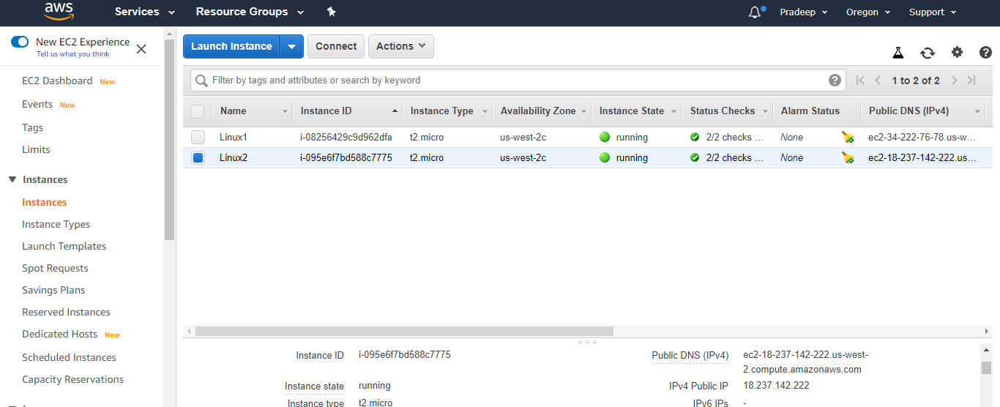 aws Services Resource Groups Pradeep Oregon Support
New EC2 Experience
Tell us what you think
Launch Instance Connect Actions
EC2 Dashboard New
Events New
Tags
Limits
Instances
Instances
Instance Types
Launch Templates
Spot Requests
Savings Plans
Reserved Instances
Dedicated Hosts New
Scheduled Instances
Capacity Reservations
Filter by tags and attributes or search by keyword 1 to 2 of 2
Name Instance ID Instance Type Availability Zone Instance State Status Checks Alarm Status Public DNS (IPv4)
Linux1 i-08256429c9d962dfa t2.micro us-west-2c running 2/2 checks ... None ec2-34-222-76-78.us-w...
Linux2 i-095e6f7bd588c7775 t2.micro us-west-2c running 2/2 checks ... None ec2-18-237-142-222.us...
Instance ID i-095e6f7bd588c7775 Public DNS (IPv4) ec2-18-237-142-222.us-west-
2.compute.amazonaws.com
Instance state running IPv4 Public IP 18.237.142.222
Instance type t2.micro IPv6 IPs -